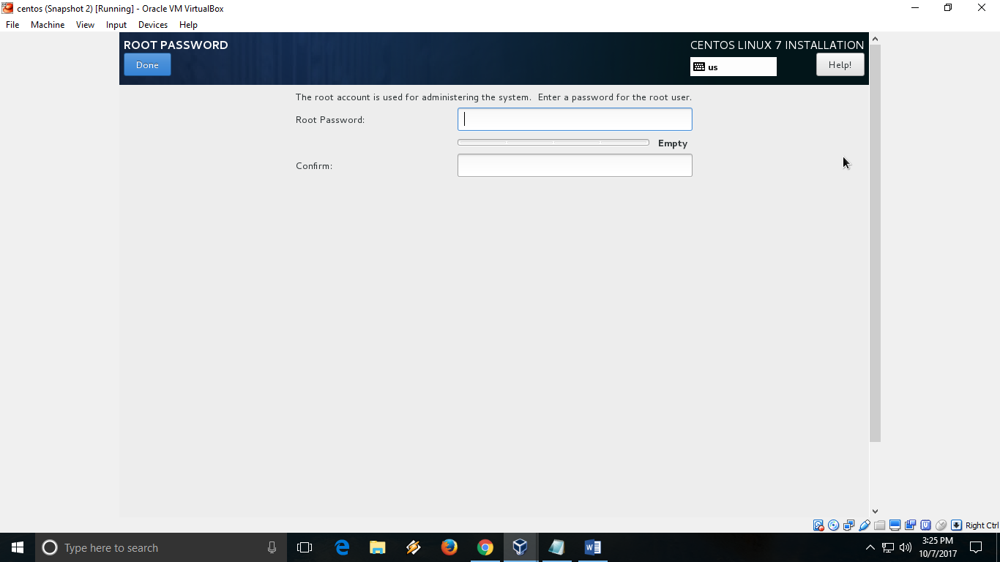 centos (Snapshot 2) [Running] - Oracle VM VirtualBox
File Machine View Input Devices Help
ROOT PASSWORD
CENTOS LINUX 7 INSTALLATION
Done
us
Help!
The root account is used for administering the system. Enter a password for the root user.
Root Password:
Empty
Confirm:
Right Ctrl
Type here to search
3:25 PM
10/7/2017